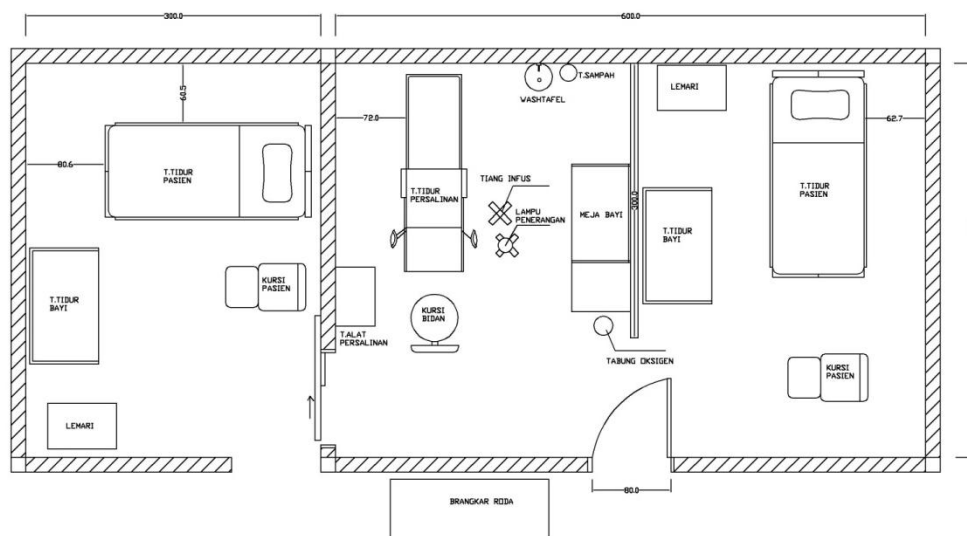 300.0
600.0
60.5
80.6
T.TIDUR
PASIEN
T.TIDUR
BAYI
KURSI
PASIEN
LEMARI
72.0
T.TIDUR
PERSALINAN
WASHTAFEL
T.SAMPAH
TIANG INFUS
LAMPU
PENERANGAN
MEJA BAYI
300.0
KURSI
BIDAN
T.ALAT
PERSALINAN
TABUNG OKSIGEN
LEMARI
62.7
T.TIDUR
PASIEN
T.TIDUR
BAYI
KURSI
PASIEN
80.0
BRANGKAR RODA